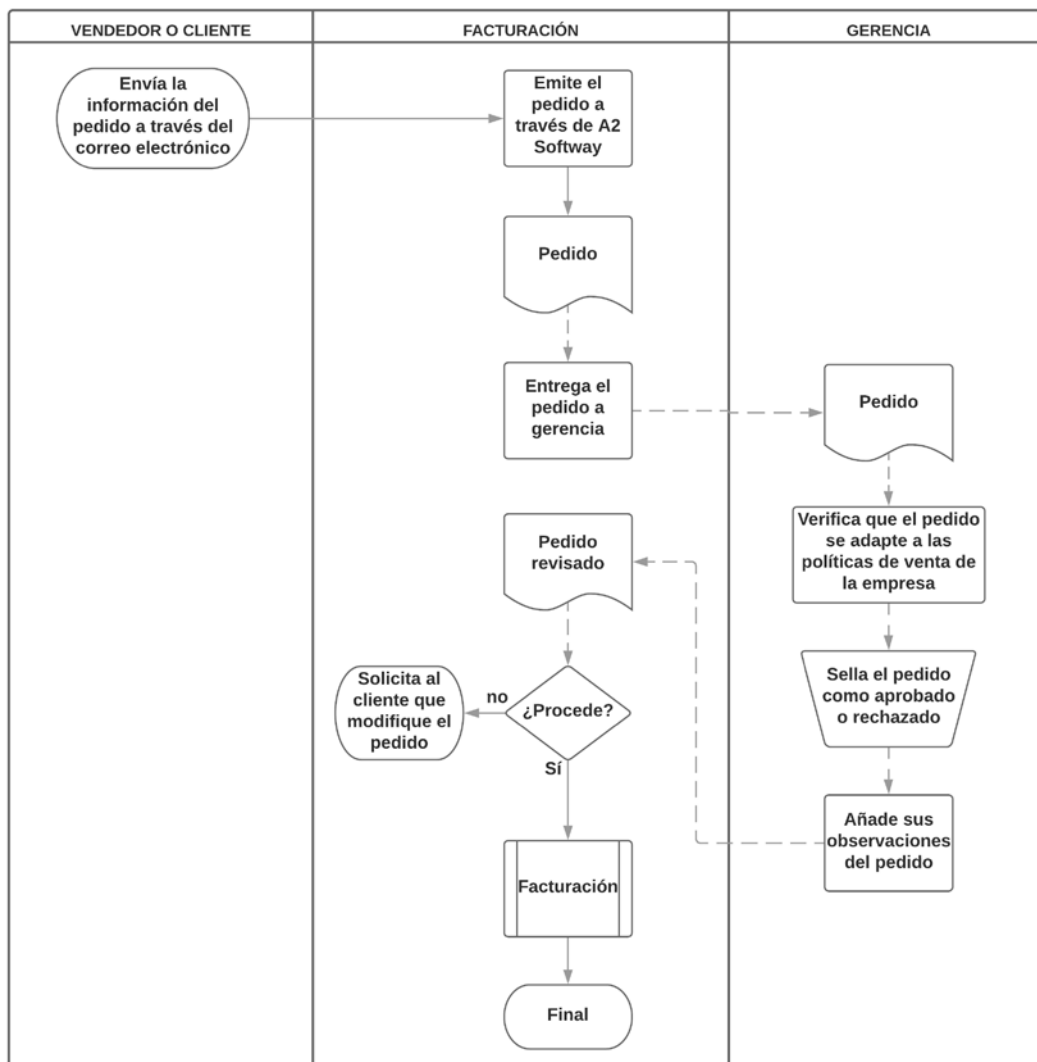 VENDEDOR O CLIENTE
FACTURACIÓN
GERENCIA
Envía la
información del
pedido a través del
correo electrónico
Emite el
pedido a
través de A2
Softway
Pedido
Entrega el
pedido a
gerencia
Pedido
Verifica que el pedido
se adapte a las
políticas de venta de
la empresa
Sella el pedido
como aprobado
o rechazado
Añade sus
observaciones
del pedido
Pedido
revisado
¿Procede?
no
Solicita al
cliente que
modifique el
pedido
Sí
Facturación
Final